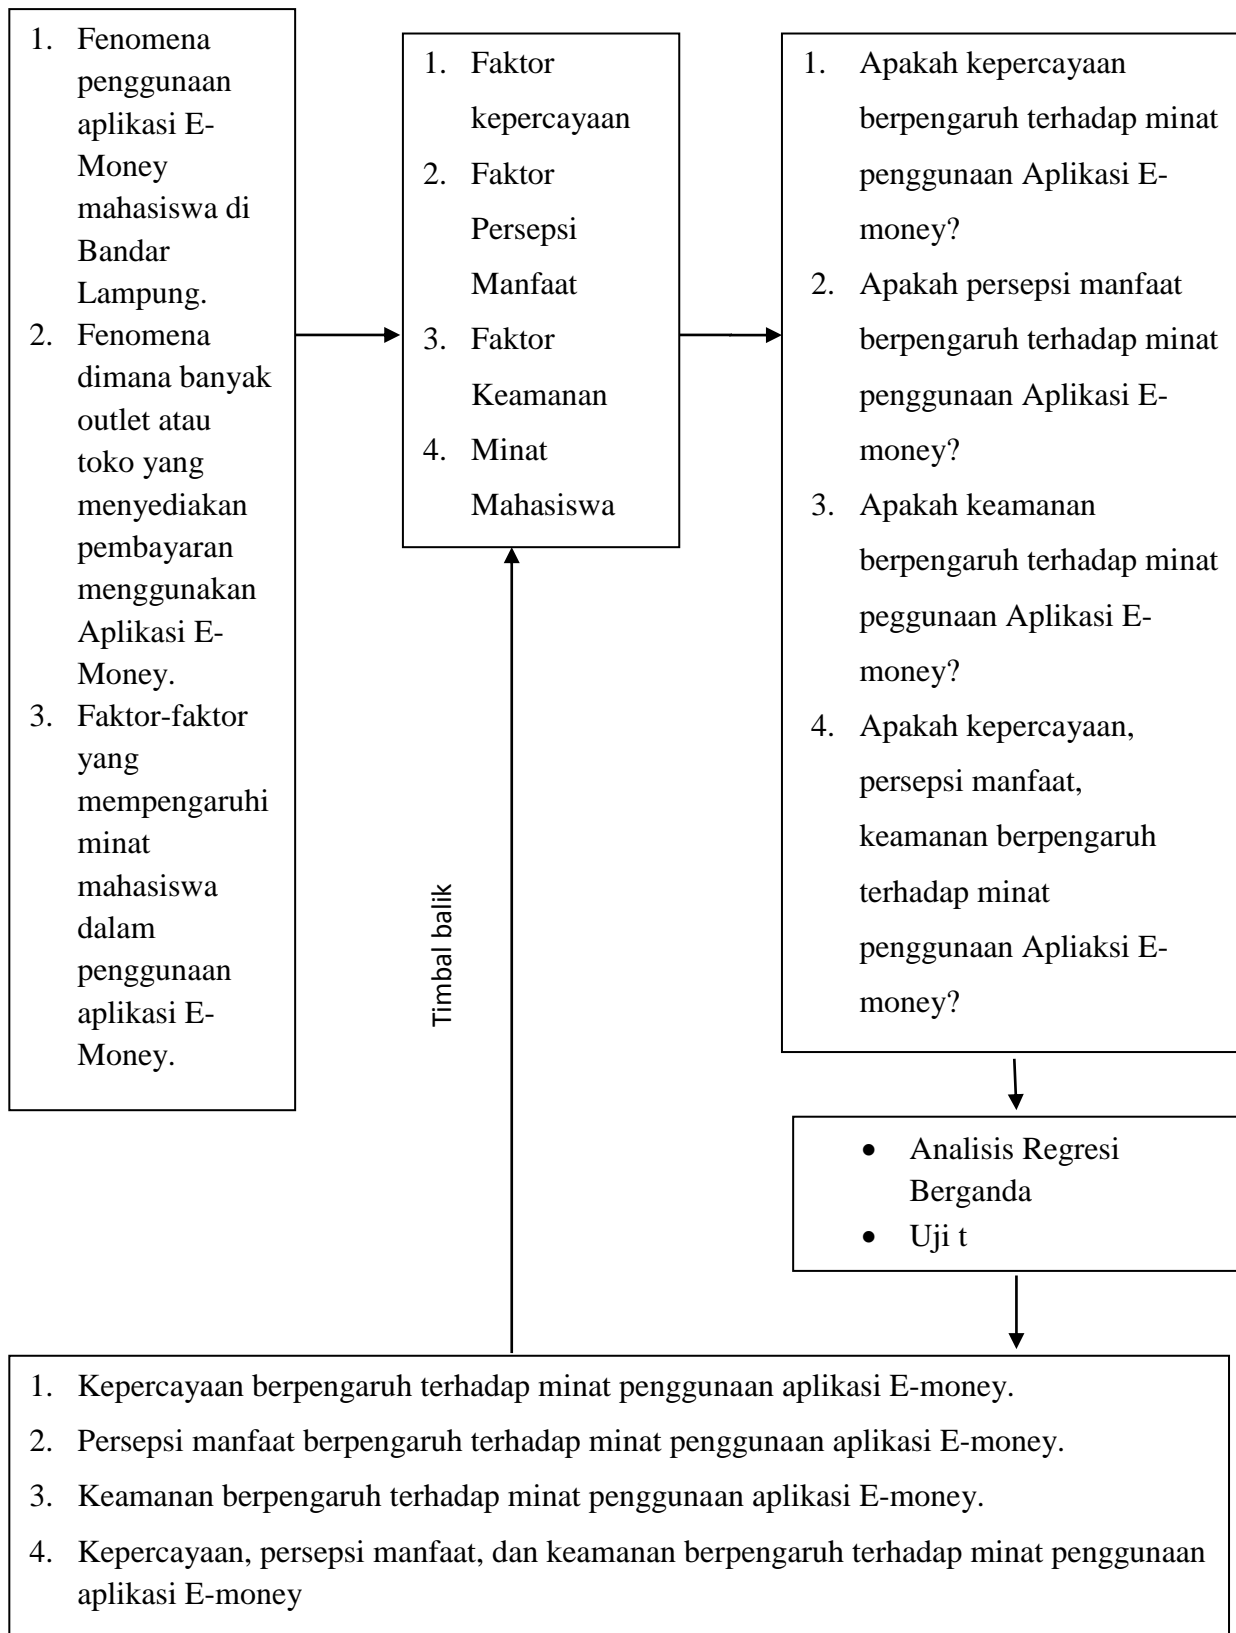 1. Fenomena
penggunaan
aplikasi E-
Money
mahasiswa di
Bandar
Lampung.
2. Fenomena
dimana banyak
outlet atau
toko yang
menyediakan
pembayaran
menggunakan
Aplikasi E-
Money.
3. Faktor-faktor
yang
mempengaruhi
minat
mahasiswa
dalam
penggunaan
aplikasi E-
Money.
1. Faktor
kepercayaan
2. Faktor
Persepsi
Manfaat
3. Faktor
Keamanan
4. Minat
Mahasiswa
1. Apakah kepercayaan
berpengaruh terhadap minat
penggunaan Aplikasi E-
money?
2. Apakah persepsi manfaat
berpengaruh terhadap minat
penggunaan Aplikasi E-
money?
3. Apakah keamanan
berpengaruh terhadap minat
peggunaan Aplikasi E-
money?
4. Apakah kepercayaan,
persepsi manfaat,
keamanan berpengaruh
terhadap minat
penggunaan Apliaksi E-
money?
• Analisis Regresi
Berganda
• Uji t
Timbal balik
1. Kepercayaan berpengaruh terhadap minat penggunaan aplikasi E-money.
2. Persepsi manfaat berpengaruh terhadap minat penggunaan aplikasi E-money.
3. Keamanan berpengaruh terhadap minat penggunaan aplikasi E-money.
4. Kepercayaan, persepsi manfaat, dan keamanan berpengaruh terhadap minat penggunaan
aplikasi E-money